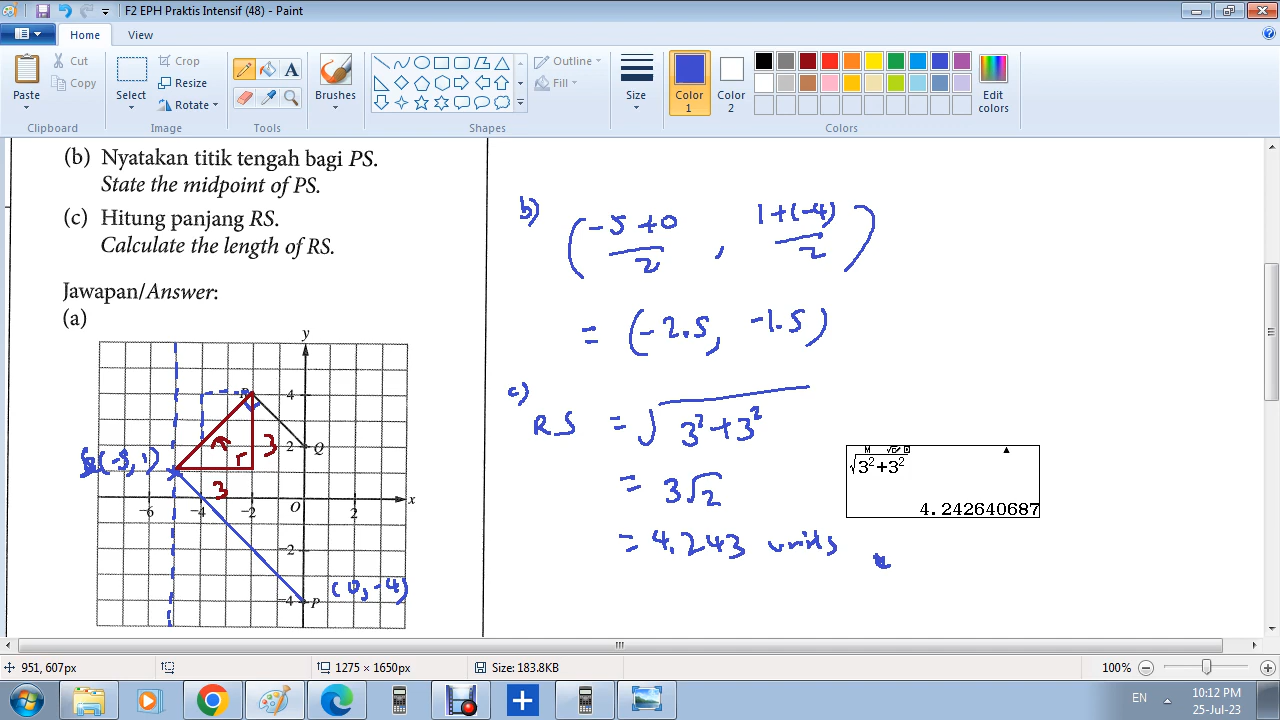 F2 EPH Praktis Intensif (48) - Paint
Home View
Paste
Cut
Copy
Select
Crop
Resize
Rotate
Brushes
Outline
Fill
Size
Color 1
Color 2
Edit colors
Clipboard Image Tools Shapes Colors
(b) Nyatakan titik tengah bagi PS.
State the midpoint of PS.
(c) Hitung panjang RS.
Calculate the length of RS.
Jawapan/Answer:
(a)
y
R 4
2 Q
S(-5, 1)
3
3
-6 -4 -2 O 2 x
-2
-4 P
(0, -4)
b) (-5+0/2 , 1+(-4)/2)
= (-2.5, -1.5)
c) RS = √3²+3²
= 3√2
= 4.243 units
M
√3²+3²
4.242640687
951, 607px
1275 × 1650px
Size: 183.8KB
100%
EN
10:12 PM
25-Jul-23